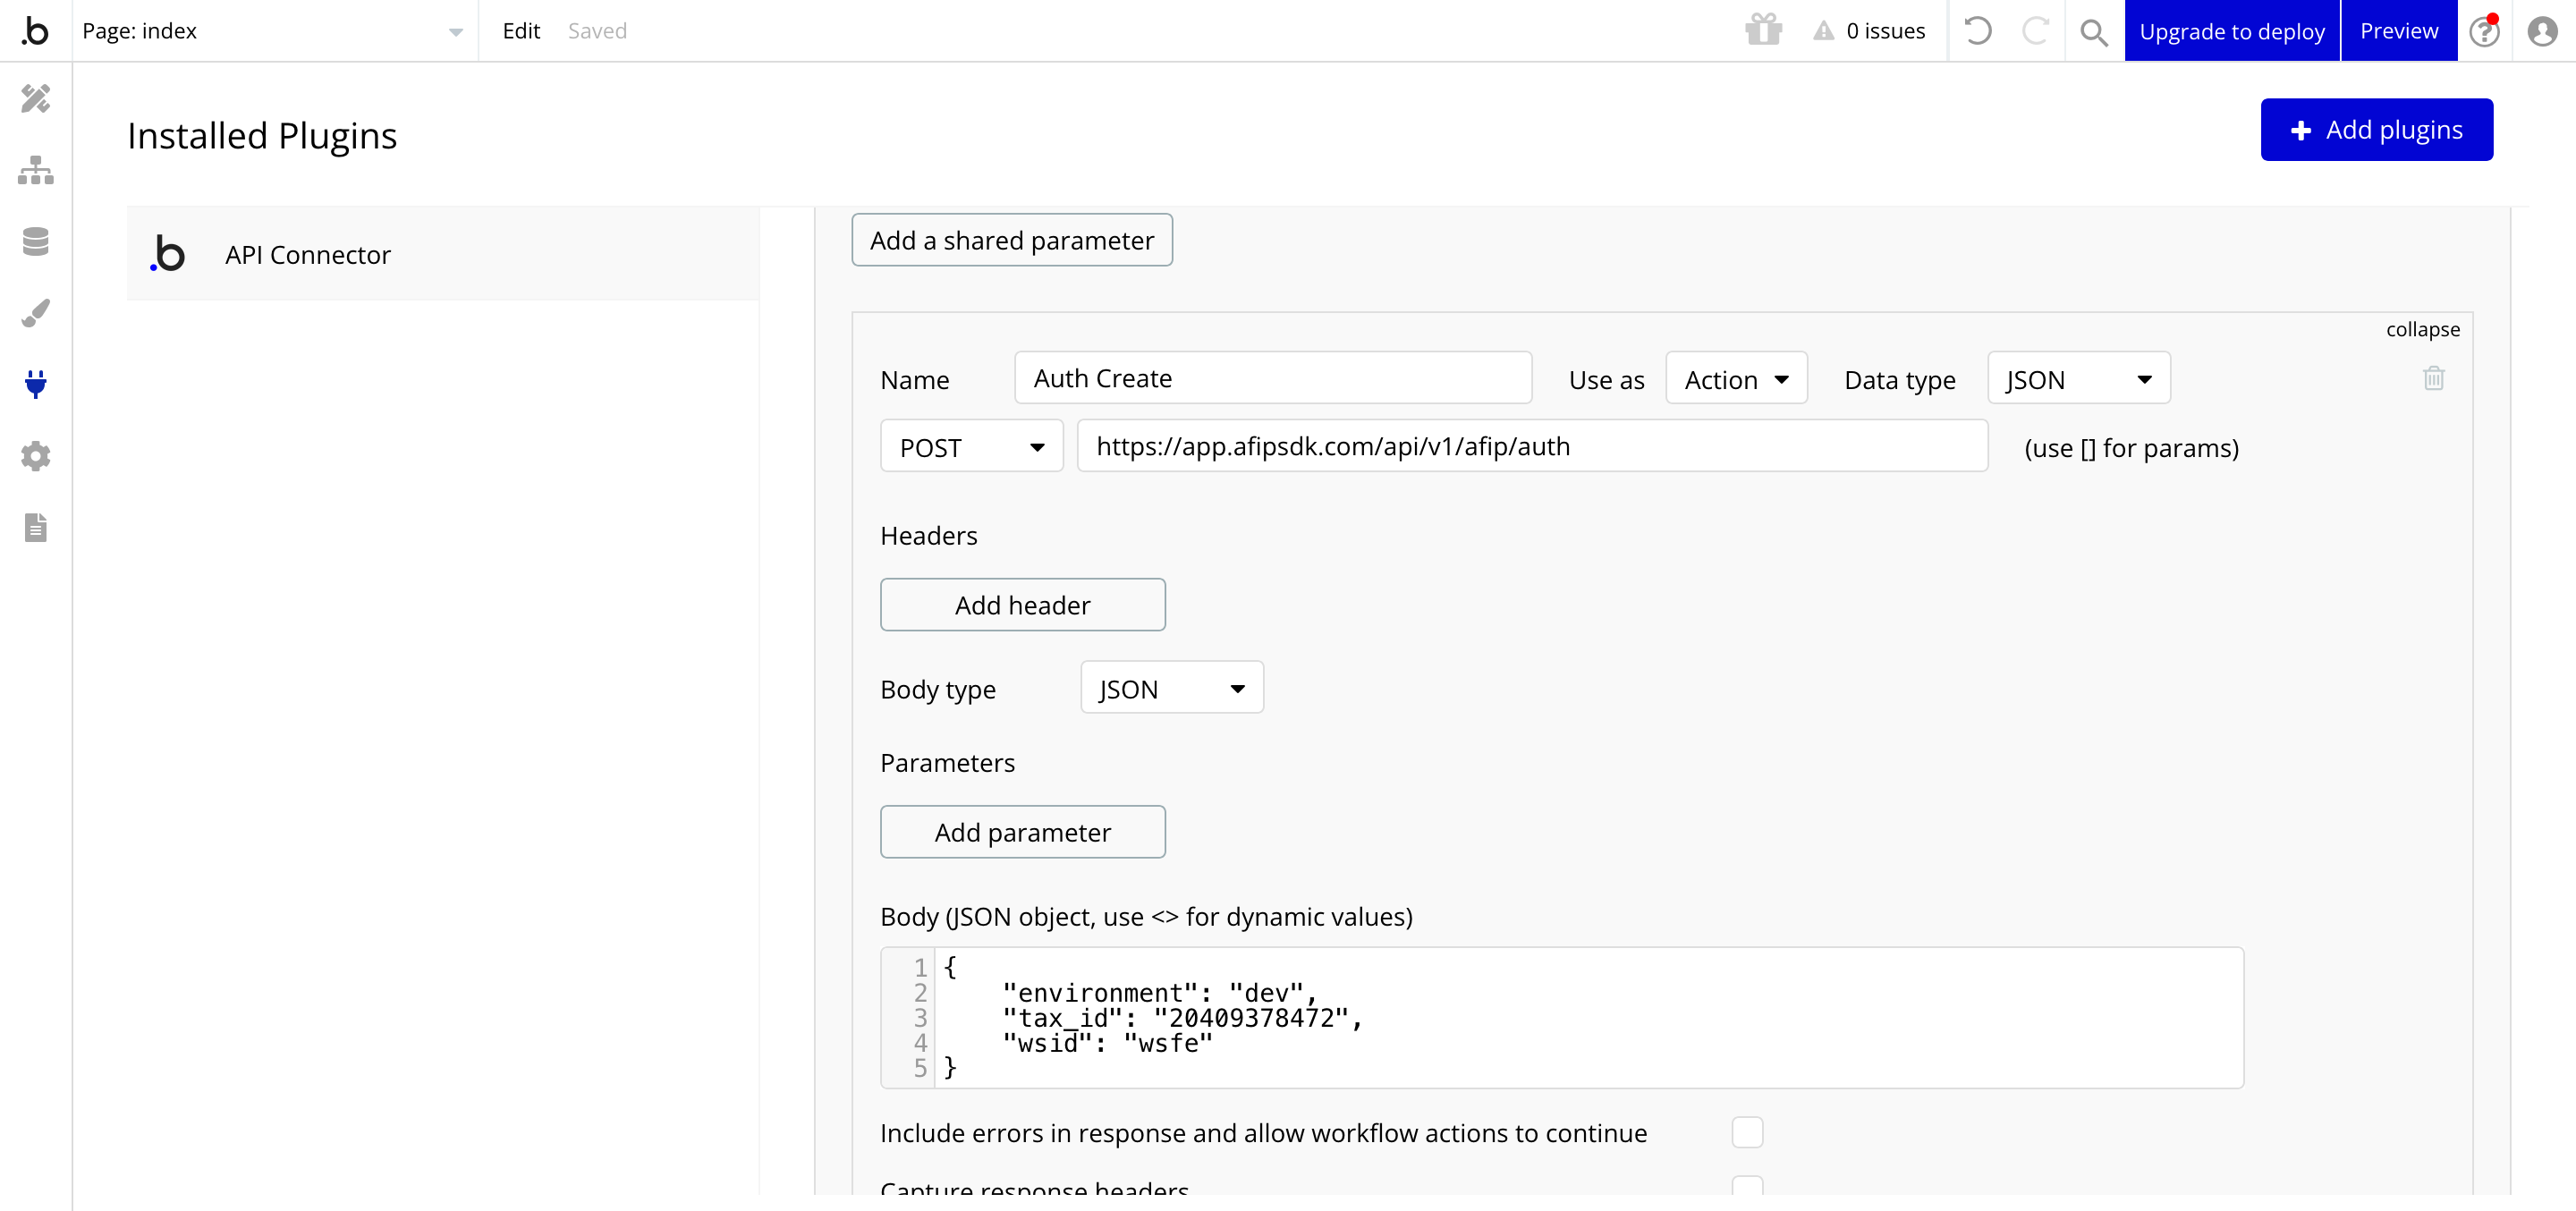 .b Page: index Edit Saved 0 issues Upgrade to deploy Preview
Installed Plugins
Add plugins
.b API Connector
Add a shared parameter
collapse
Name Auth Create Use as Action Data type JSON
POST https://app.afipsdk.com/api/v1/afip/auth (use [] for params)
Headers
Add header
Body type JSON
Parameters
Add parameter
Body (JSON object, use <> for dynamic values)
1 {
2 "environment": "dev",
3 "tax_id": "20409378472",
4 "wsid": "wsfe"
5 }
Include errors in response and allow workflow actions to continue
Capture response headers